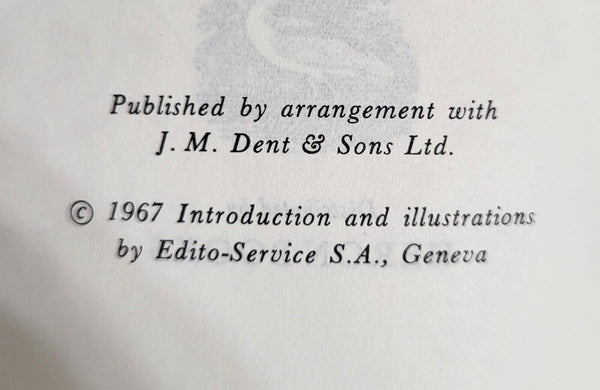 Published by arrangement with
J. M. Dent & Sons Ltd.
© 1967 Introduction and illustrations
by Edito-Service S.A., Geneva